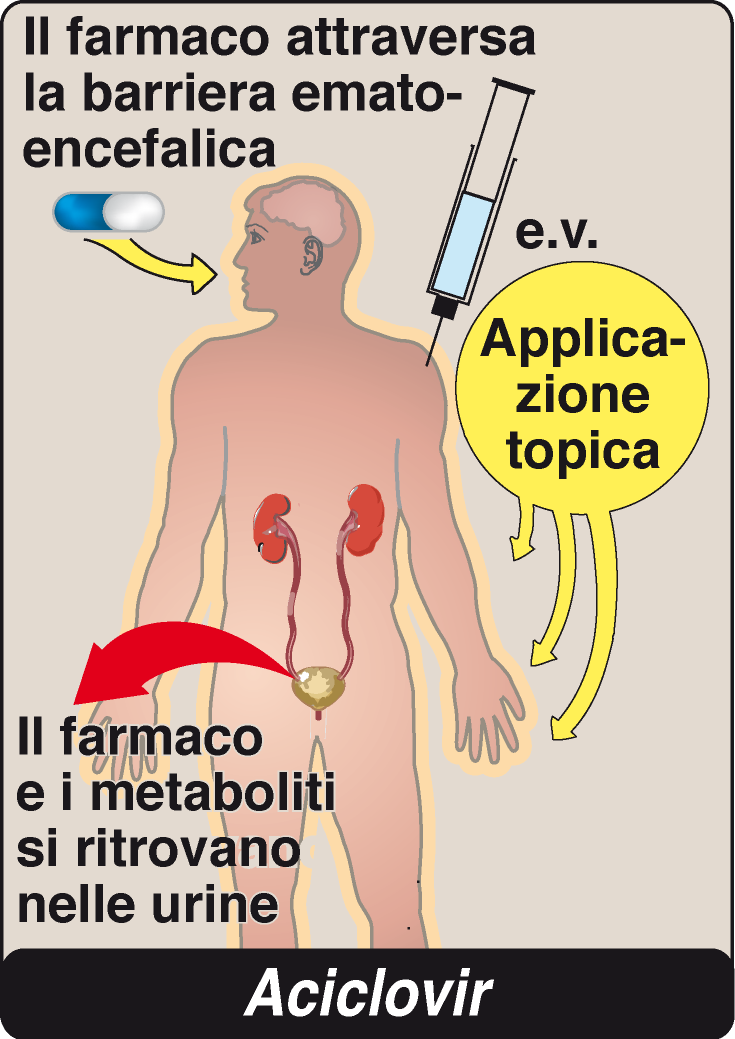 Il farmaco attraversa
la barriera emato-
encefalica
e.v.
Applica-
zione
topica
Il farmaco
e i metaboliti
si ritrovano
nelle urine
Aciclovir